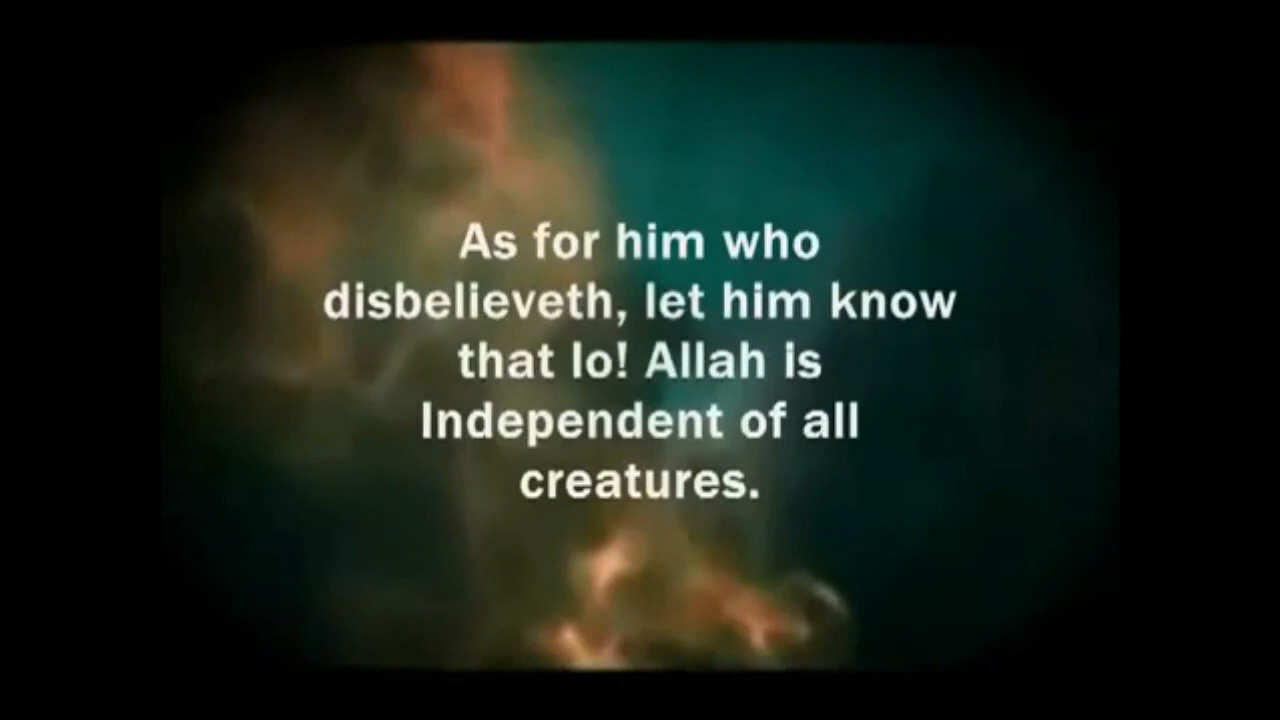 As for him who
disbelieveth, let him know
that lo! Allah is
Independent of all
creatures.